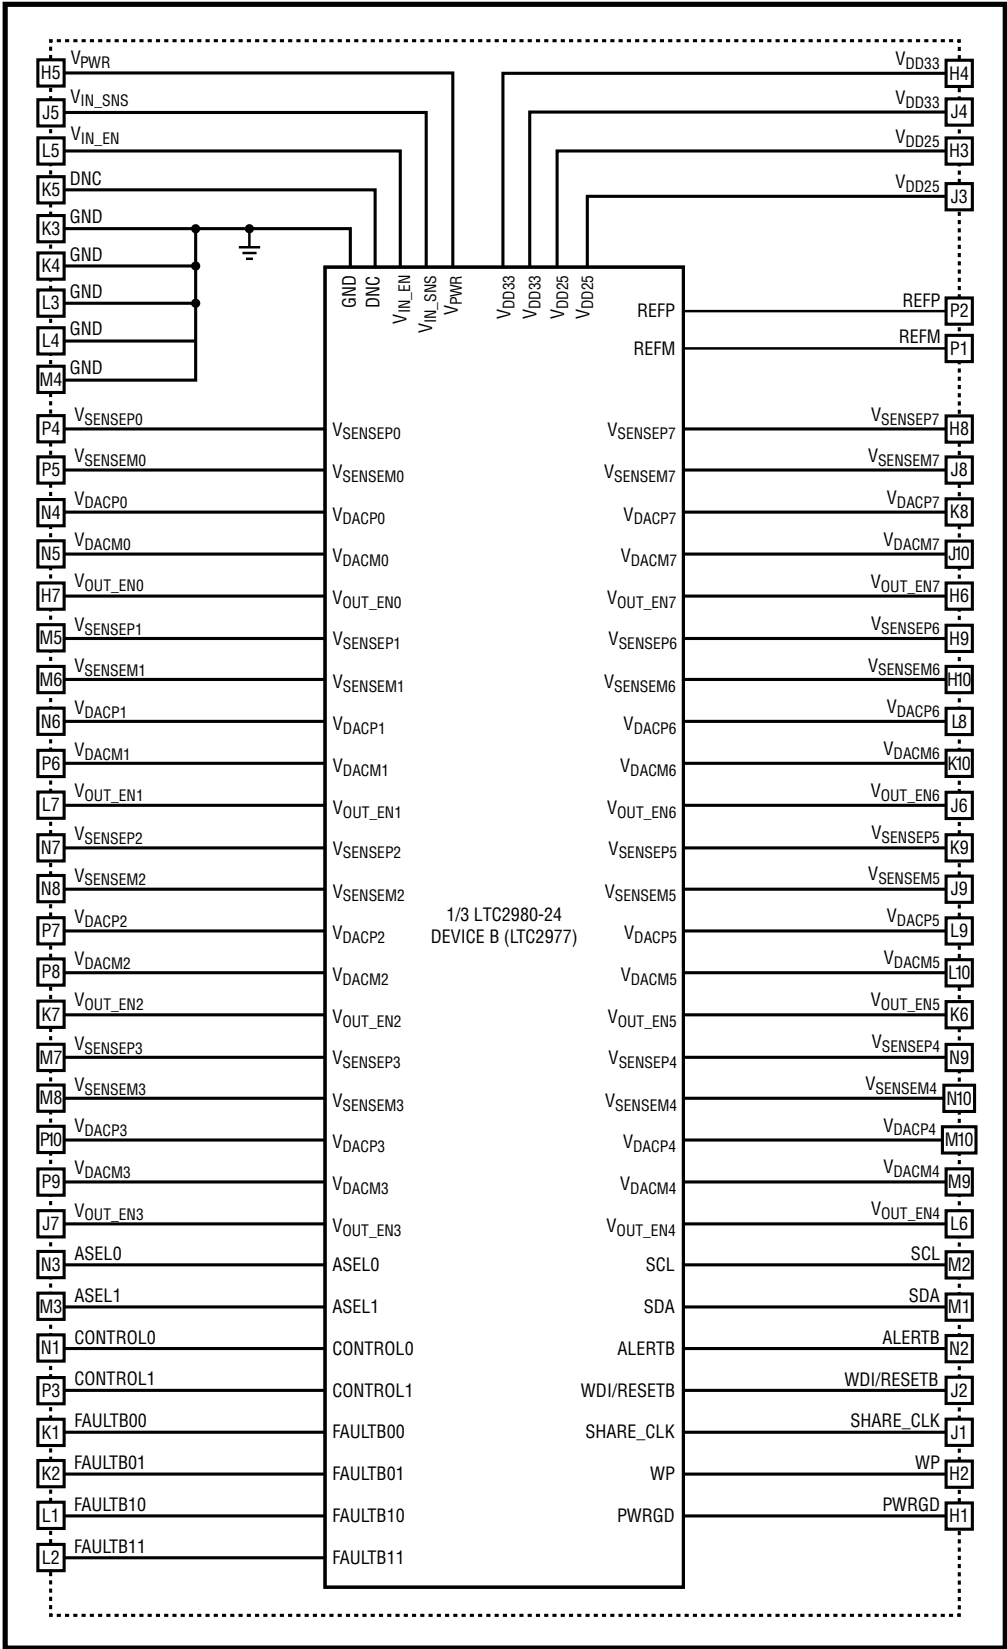 H5 VPWR
J5 VIN_SNS
L5 VIN_EN
K5 DNC
K3 GND
K4 GND
L3 GND
L4 GND
M4 GND
VDD33 H4
VDD33 J4
VDD25 H3
VDD25 J3
GND
DNC
VIN_EN
VIN_SNS
VPWR
VDD33
VDD33
VDD25
VDD25
REFP REFP P2
REFM REFM P1
P4 VSENSEP0 VSENSEP0 VSENSEP7 VSENSEP7 H8
P5 VSENSEM0 VSENSEM0 VSENSEM7 VSENSEM7 J8
N4 VDACP0 VDACP0 VDACP7 VDACP7 K8
N5 VDACM0 VDACM0 VDACM7 VDACM7 J10
H7 VOUT_EN0 VOUT_EN0 VOUT_EN7 VOUT_EN7 H6
M5 VSENSEP1 VSENSEP1 VSENSEP6 VSENSEP6 H9
M6 VSENSEM1 VSENSEM1 VSENSEM6 VSENSEM6 H10
N6 VDACP1 VDACP1 VDACP6 VDACP6 L8
P6 VDACM1 VDACM1 VDACM6 VDACM6 K10
L7 VOUT_EN1 VOUT_EN1 VOUT_EN6 VOUT_EN6 J6
N7 VSENSEP2 VSENSEP2 VSENSEP5 VSENSEP5 K9
N8 VSENSEM2 VSENSEM2 VSENSEM5 VSENSEM5 J9
1/3 LTC2980-24
DEVICE B (LTC2977)
P7 VDACP2 VDACP2 VDACP5 VDACP5 L9
P8 VDACM2 VDACM2 VDACM5 VDACM5 L10
K7 VOUT_EN2 VOUT_EN2 VOUT_EN5 VOUT_EN5 K6
M7 VSENSEP3 VSENSEP3 VSENSEP4 VSENSEP4 N9
M8 VSENSEM3 VSENSEM3 VSENSEM4 VSENSEM4 N10
P10 VDACP3 VDACP3 VDACP4 VDACP4 M10
P9 VDACM3 VDACM3 VDACM4 VDACM4 M9
J7 VOUT_EN3 VOUT_EN3 VOUT_EN4 VOUT_EN4 L6
N3 ASEL0 ASEL0 SCL SCL M2
M3 ASEL1 ASEL1 SDA SDA M1
N1 CONTROL0 CONTROL0 ALERTB ALERTB N2
P3 CONTROL1 CONTROL1 WDI/RESETB WDI/RESETB J2
K1 FAULTB00 FAULTB00 SHARE_CLK SHARE_CLK J1
K2 FAULTB01 FAULTB01 WP WP H2
L1 FAULTB10 FAULTB10 PWRGD PWRGD H1
L2 FAULTB11 FAULTB11